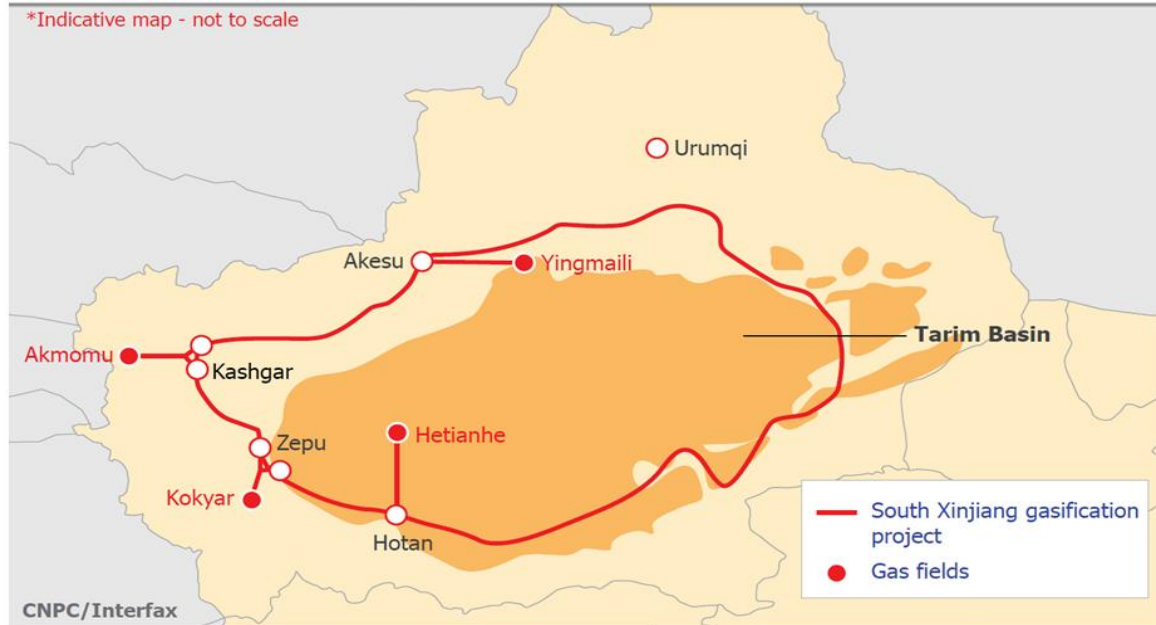 *Indicative map - not to scale
Urumqi
Akesu
Yingmaili
Tarim Basin
Akmomu
Kashgar
Hetianhe
Zepu
Kokyar
Hotan
South Xinjiang gasification
project
Gas fields
CNPC/Interfax